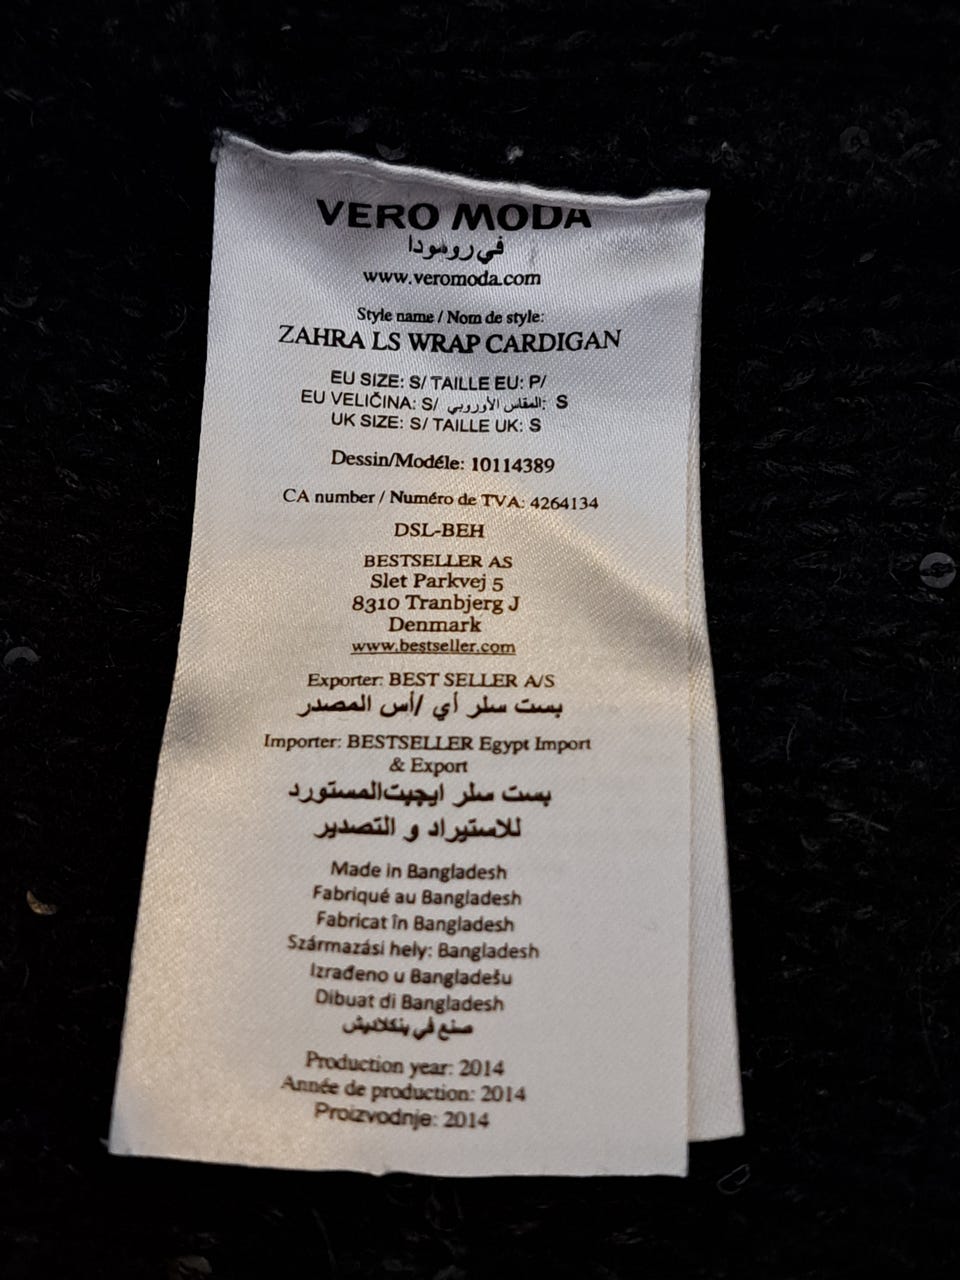 VERO MODA
في رومودا
www.veromoda.com
Style name / Nom de style:
ZAHRA LS WRAP CARDIGAN
EU SIZE: S/ TAILLE EU: P/
EU VELIČINA: S/ المقاس الأوروبي: S
UK SIZE: S/ TAILLE UK: S
Dessin/Modéle: 10114389
CA number / Numéro de TVA: 4264134
DSL-BEH
BESTSELLER AS
Slet Parkvej 5
8310 Tranbjerg J
Denmark
www.bestseller.com
Exporter: BEST SELLER A/S
بست سلر أي /أس المصدر
Importer: BESTSELLER Egypt Import
& Export
بست سلر ايجيبتالمستورد
للاستيراد و التصدير
Made in Bangladesh
Fabriqué au Bangladesh
Fabricat în Bangladesh
Származási hely: Bangladesh
Izrađeno u Bangladešu
Dibuat di Bangladesh
صنع في بنكلاديش
Production year: 2014
Année de production: 2014
Proizvodnje: 2014